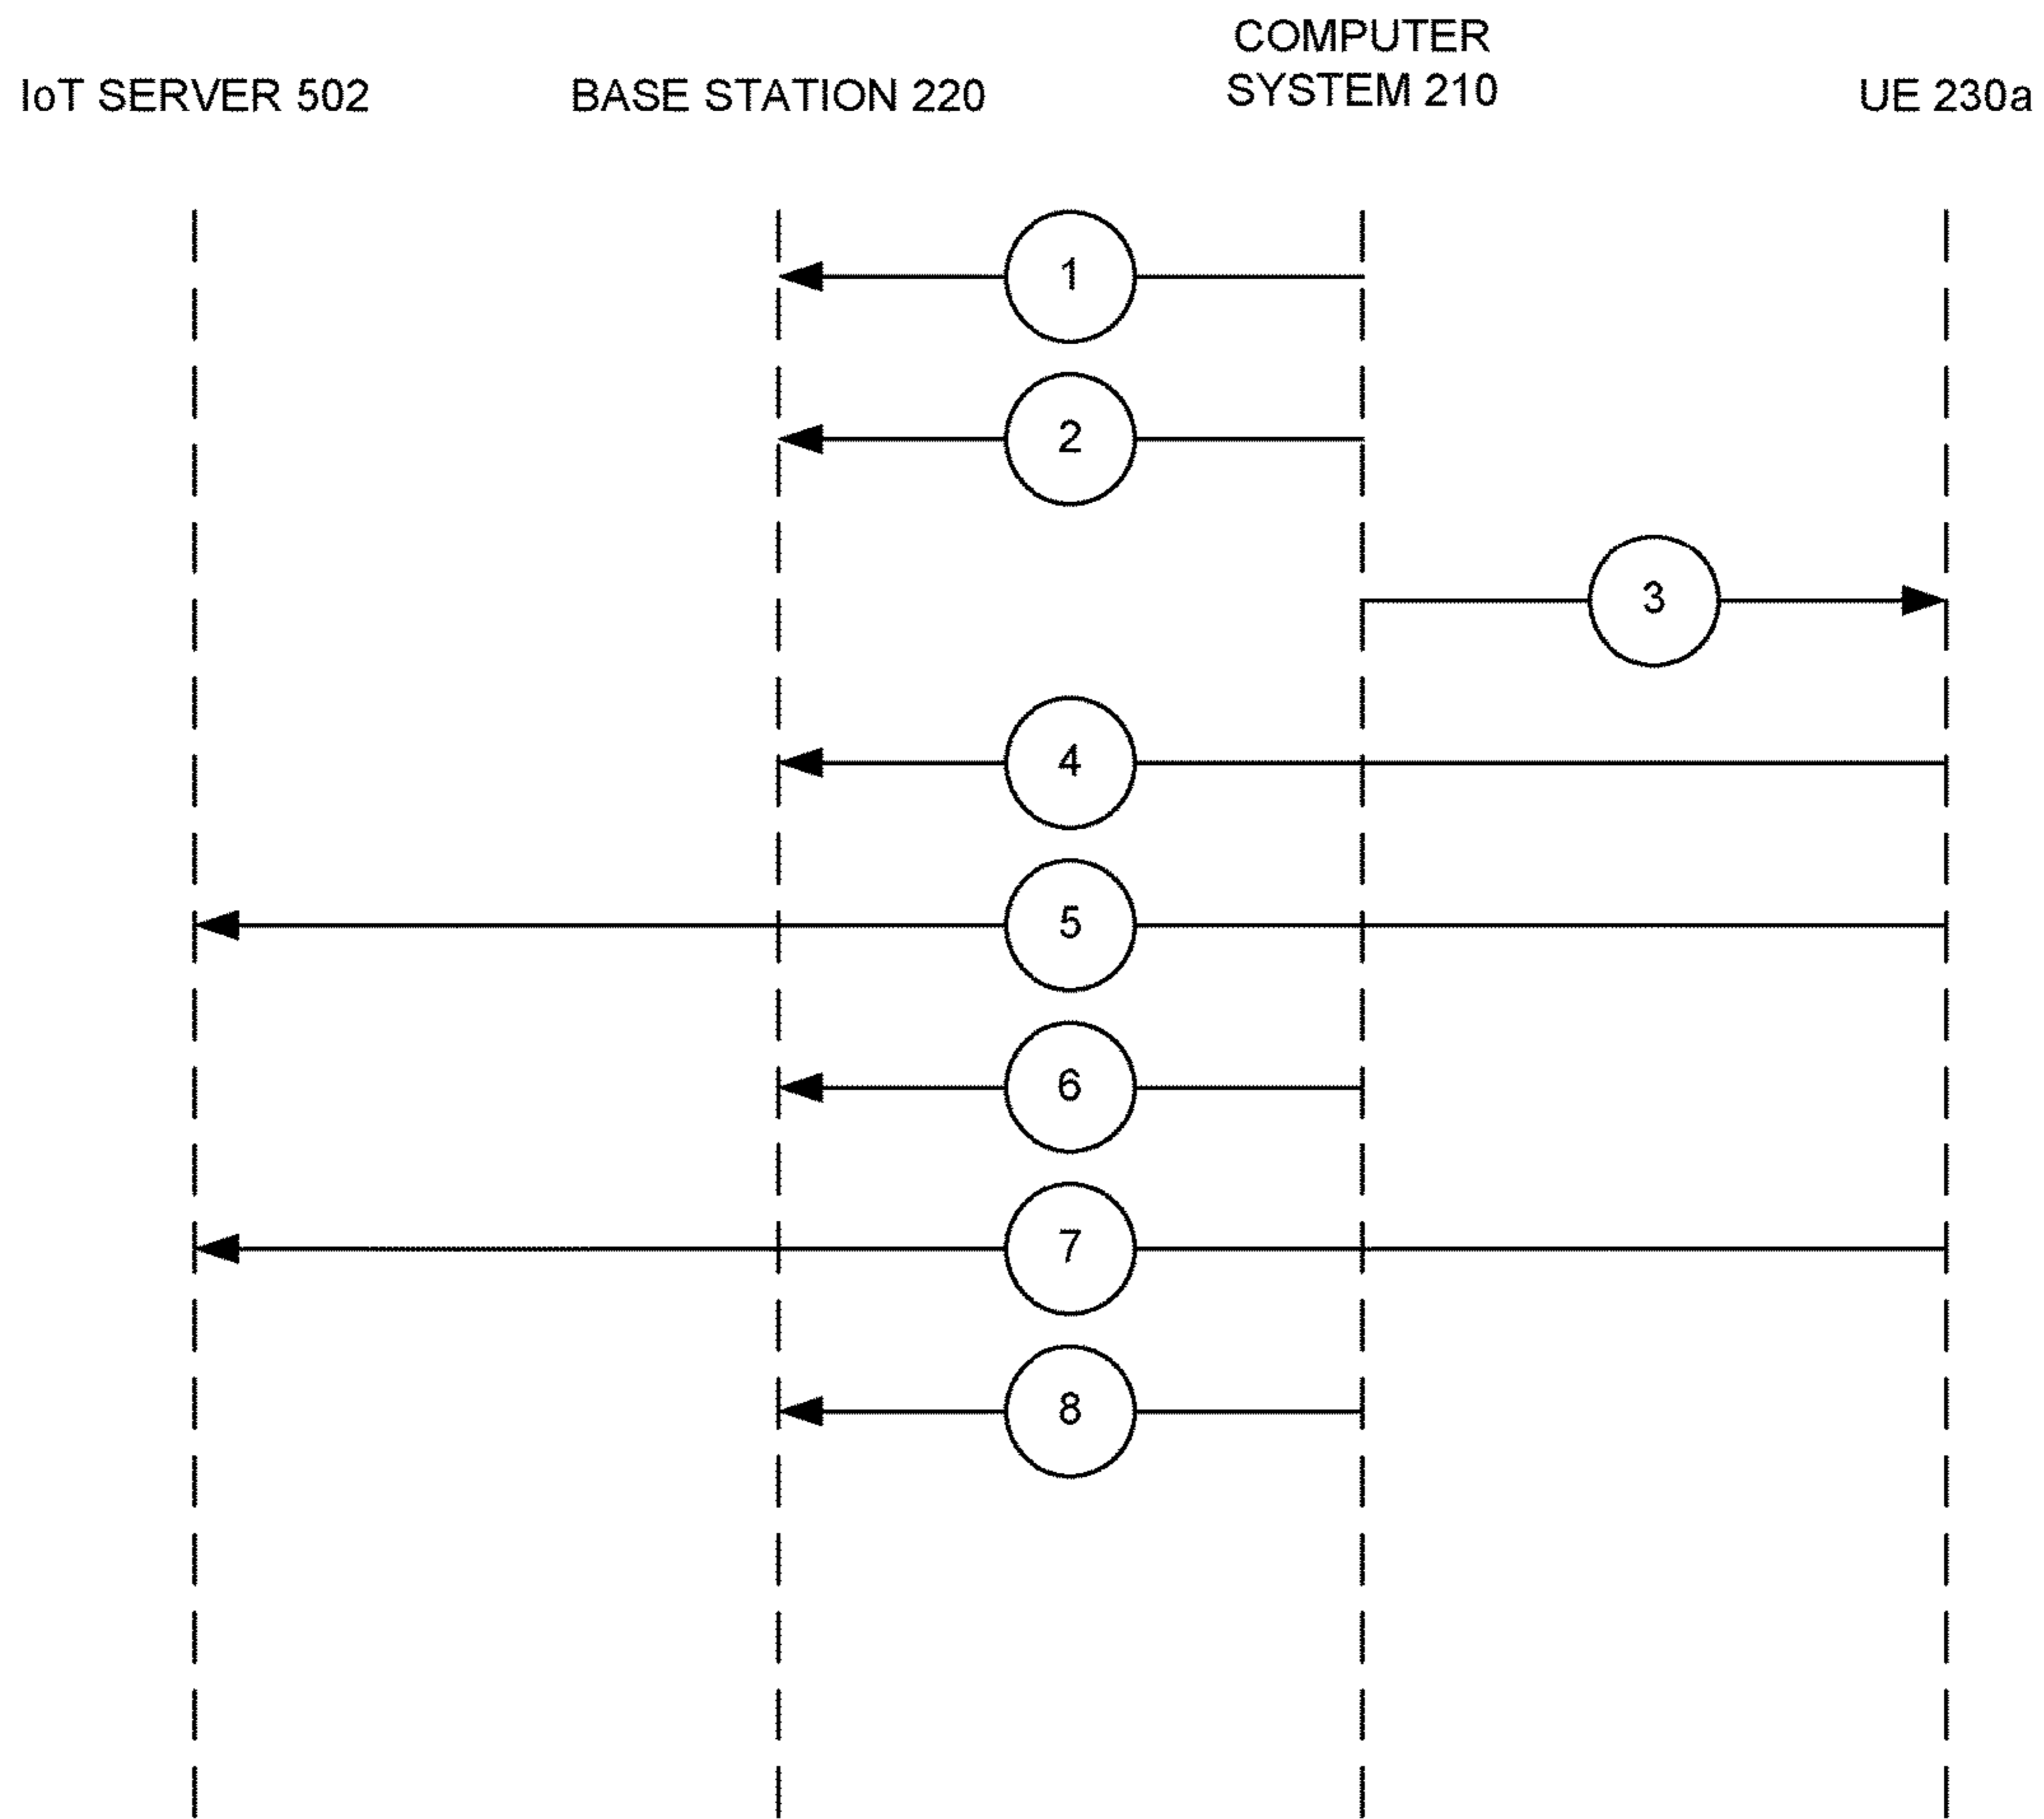 IoT SERVER 502
BASE STATION 220
COMPUTER
SYSTEM 210
UE 230a
1
2
3
4
5
6
7
8